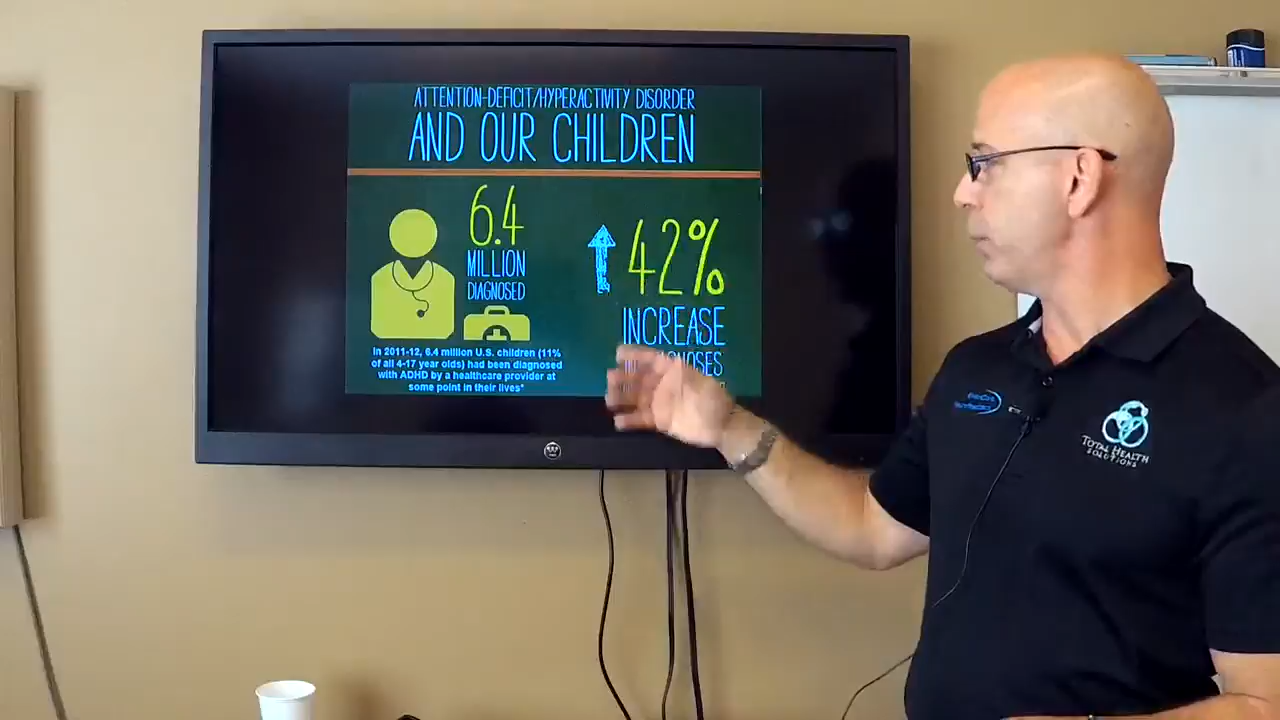 ATTENTION-DEFICIT/HYPERACTIVITY DISORDER
AND OUR CHILDREN
6.4
MILLION
DIAGNOSED
In 2011-12, 6.4 million U.S. children (11%
of all 4-17 year olds) had been diagnosed
with ADHD by a healthcare provider at
some point in their lives*
42%
INCREASE
TOTAL HEALTH
SOLUTIONS